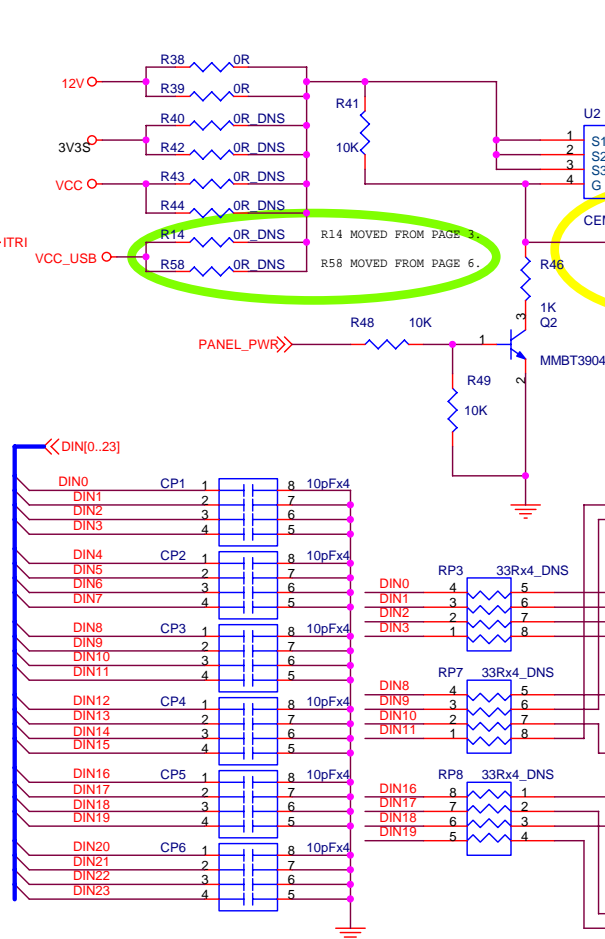 R38 0R
12V
R39 0R
R40 0R_DNS
3V3S
R42 0R_DNS
R43 0R_DNS
VCC
R44 0R_DNS
R14 0R_DNS R14 MOVED FROM PAGE 3.
ITRI
VCC_USB
R58 0R_DNS R58 MOVED FROM PAGE 6.
R41
10K
U2
1 S1
2 S2
3 S3
4 G
CEM
R46
1K
3
Q2
R48 10K
PANEL_PWR
1
MMBT3904
2
R49
10K
DIN[0..23]
DIN0 CP1 1 8 10pFx4
DIN1 2 7
DIN2 3 6
DIN3 4 5
DIN4 CP2 1 8 10pFx4
DIN5 2 7
DIN6 3 6
DIN7 4 5
DIN8 CP3 1 8 10pFx4
DIN9 2 7
DIN10 3 6
DIN11 4 5
DIN12 CP4 1 8 10pFx4
DIN13 2 7
DIN14 3 6
DIN15 4 5
DIN16 CP5 1 8 10pFx4
DIN17 2 7
DIN18 3 6
DIN19 4 5
DIN20 CP6 1 8 10pFx4
DIN21 2 7
DIN22 3 6
DIN23 4 5
RP3 33Rx4_DNS
DIN0 4 5
DIN1 3 6
DIN2 2 7
DIN3 1 8
RP7 33Rx4_DNS
DIN8 4 5
DIN9 3 6
DIN10 2 7
DIN11 1 8
RP8 33Rx4_DNS
DIN16 8 1
DIN17 7 2
DIN18 6 3
DIN19 5 4